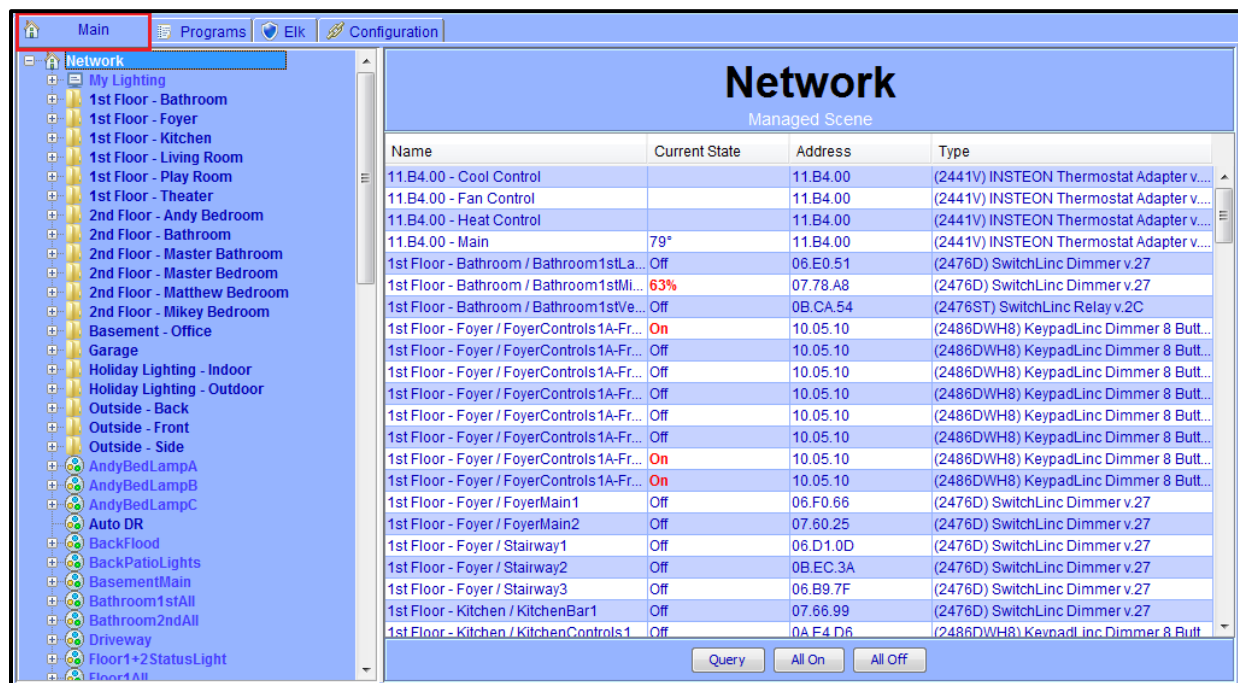 Main Programs Elk Configuration
Network
My Lighting
1st Floor - Bathroom
1st Floor - Foyer
1st Floor - Kitchen
1st Floor - Living Room
1st Floor - Play Room
1st Floor - Theater
2nd Floor - Andy Bedroom
2nd Floor - Bathroom
2nd Floor - Master Bathroom
2nd Floor - Master Bedroom
2nd Floor - Matthew Bedroom
2nd Floor - Mikey Bedroom
Basement - Office
Garage
Holiday Lighting - Indoor
Holiday Lighting - Outdoor
Outside - Back
Outside - Front
Outside - Side
AndyBedLampA
AndyBedLampB
AndyBedLampC
Auto DR
BackFlood
BackPatioLights
BasementMain
Bathroom1stAll
Bathroom2ndAll
Driveway
Floor1+2StatusLight
Floor1All
Network
Managed Scene
Name Current State Address Type
11.B4.00 - Cool Control 11.B4.00 (2441V) INSTEON Thermostat Adapter v....
11.B4.00 - Fan Control 11.B4.00 (2441V) INSTEON Thermostat Adapter v....
11.B4.00 - Heat Control 11.B4.00 (2441V) INSTEON Thermostat Adapter v....
11.B4.00 - Main 79° 11.B4.00 (2441V) INSTEON Thermostat Adapter v....
1st Floor - Bathroom / Bathroom1stLa... Off 06.E0.51 (2476D) SwitchLinc Dimmer v.27
1st Floor - Bathroom / Bathroom1stMi... 63% 07.78.A8 (2476D) SwitchLinc Dimmer v.27
1st Floor - Bathroom / Bathroom1stVe... Off 0B.CA.54 (2476ST) SwitchLinc Relay v.2C
1st Floor - Foyer / FoyerControls1A-Fr... On 10.05.10 (2486DWH8) KeypadLinc Dimmer 8 Butt...
1st Floor - Foyer / FoyerControls1A-Fr... Off 10.05.10 (2486DWH8) KeypadLinc Dimmer 8 Butt...
1st Floor - Foyer / FoyerControls1A-Fr... Off 10.05.10 (2486DWH8) KeypadLinc Dimmer 8 Butt...
1st Floor - Foyer / FoyerControls1A-Fr... Off 10.05.10 (2486DWH8) KeypadLinc Dimmer 8 Butt...
1st Floor - Foyer / FoyerControls1A-Fr... Off 10.05.10 (2486DWH8) KeypadLinc Dimmer 8 Butt...
1st Floor - Foyer / FoyerControls1A-Fr... Off 10.05.10 (2486DWH8) KeypadLinc Dimmer 8 Butt...
1st Floor - Foyer / FoyerControls1A-Fr... On 10.05.10 (2486DWH8) KeypadLinc Dimmer 8 Butt...
1st Floor - Foyer / FoyerControls1A-Fr... On 10.05.10 (2486DWH8) KeypadLinc Dimmer 8 Butt...
1st Floor - Foyer / FoyerMain1 Off 06.F0.66 (2476D) SwitchLinc Dimmer v.27
1st Floor - Foyer / FoyerMain2 Off 07.60.25 (2476D) SwitchLinc Dimmer v.27
1st Floor - Foyer / Stairway1 Off 06.D1.0D (2476D) SwitchLinc Dimmer v.27
1st Floor - Foyer / Stairway2 Off 0B.EC.3A (2476D) SwitchLinc Dimmer v.27
1st Floor - Foyer / Stairway3 Off 06.B9.7F (2476D) SwitchLinc Dimmer v.27
1st Floor - Kitchen / KitchenBar1 Off 07.66.99 (2476D) SwitchLinc Dimmer v.27
1st Floor - Kitchen / KitchenControls1 Off 0A.F4.D6 (2486DWH8) KeypadLinc Dimmer 8 Butt
Query All On All Off